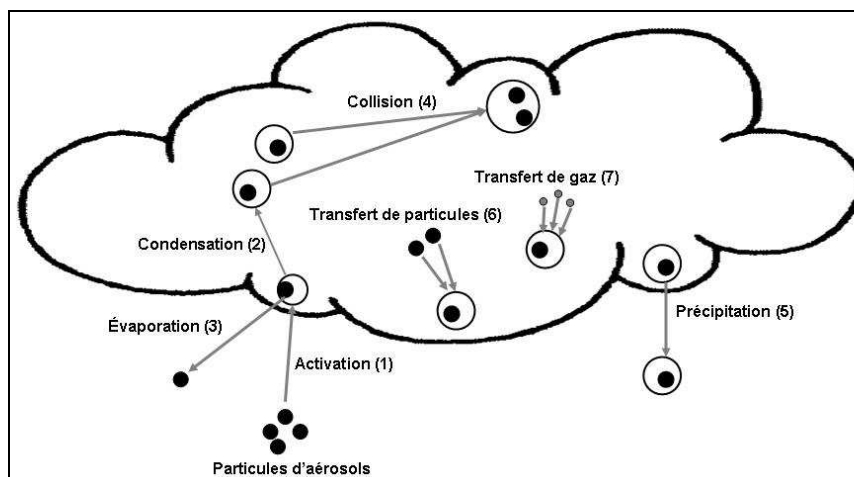 Collision (4)
Transfert de gaz (7)
Transfert de particules (6)
Condensation (2)
Précipitation (5)
Évaporation (3)
Activation (1)
Particules d'aérosols